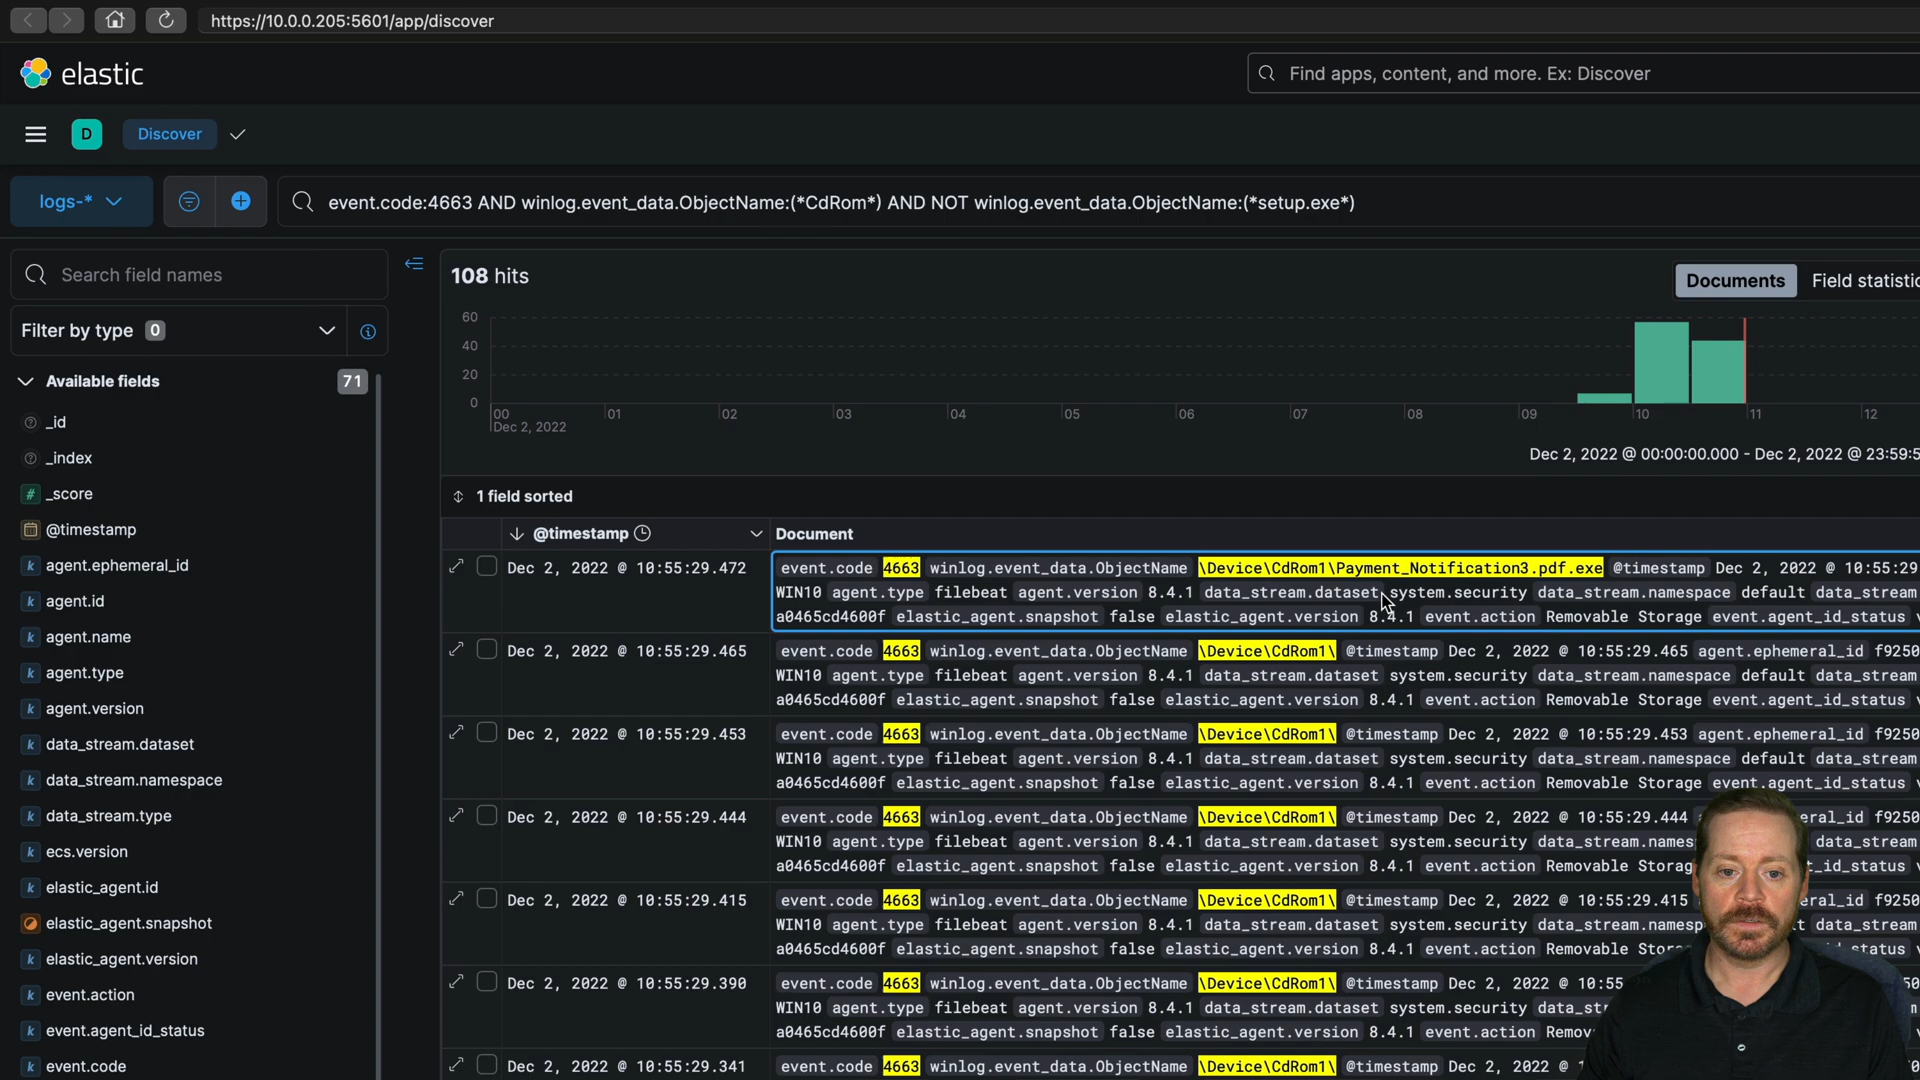 https://10.0.0.205:5601/app/discover
elastic
Find apps, content, and more. Ex: Discover
D Discover
logs-*
event.code:4663 AND winlog.event_data.ObjectName:(*CdRom*) AND NOT winlog.event_data.ObjectName:(*setup.exe*)
Search field names
108 hits
Documents Field statistic
Filter by type 0
60
40
20
0
00 01 02 03 04 05 06 07 08 09 10 11 12
Dec 2, 2022
Dec 2, 2022 @ 00:00:00.000 - Dec 2, 2022 @ 23:59:5
Available fields 71
_id
_index
_score
@timestamp
agent.ephemeral_id
agent.id
agent.name
agent.type
agent.version
data_stream.dataset
data_stream.namespace
data_stream.type
ecs.version
elastic_agent.id
elastic_agent.snapshot
elastic_agent.version
event.action
event.agent_id_status
event.code
1 field sorted
@timestamp Document
Dec 2, 2022 @ 10:55:29.472 event.code 4663 winlog.event_data.ObjectName \Device\CdRom1\Payment_Notification3.pdf.exe @timestamp Dec 2, 2022 @ 10:55:29
WIN10 agent.type filebeat agent.version 8.4.1 data_stream.dataset system.security data_stream.namespace default data_stream
a0465cd4600f elastic_agent.snapshot false elastic_agent.version 8.4.1 event.action Removable Storage event.agent_id_status
Dec 2, 2022 @ 10:55:29.465 event.code 4663 winlog.event_data.ObjectName \Device\CdRom1\ @timestamp Dec 2, 2022 @ 10:55:29.465 agent.ephemeral_id f9250
WIN10 agent.type filebeat agent.version 8.4.1 data_stream.dataset system.security data_stream.namespace default data_stream
a0465cd4600f elastic_agent.snapshot false elastic_agent.version 8.4.1 event.action Removable Storage event.agent_id_status
Dec 2, 2022 @ 10:55:29.453 event.code 4663 winlog.event_data.ObjectName \Device\CdRom1\ @timestamp Dec 2, 2022 @ 10:55:29.453 agent.ephemeral_id f9250
WIN10 agent.type filebeat agent.version 8.4.1 data_stream.dataset system.security data_stream.namespace default data_stream
a0465cd4600f elastic_agent.snapshot false elastic_agent.version 8.4.1 event.action Removable Storage event.agent_id_status
Dec 2, 2022 @ 10:55:29.444 event.code 4663 winlog.event_data.ObjectName \Device\CdRom1\ @timestamp Dec 2, 2022 @ 10:55:29.444 eral_id f9250
WIN10 agent.type filebeat agent.version 8.4.1 data_stream.dataset system.security data_stream.names data_stream
a0465cd4600f elastic_agent.snapshot false elastic_agent.version 8.4.1 event.action Removable Storag t_id_status
Dec 2, 2022 @ 10:55:29.415 event.code 4663 winlog.event_data.ObjectName \Device\CdRom1\ @timestamp Dec 2, 2022 @ 10:55:29.415 eral_id f9250
WIN10 agent.type filebeat agent.version 8.4.1 data_stream.dataset system.security data_stream.namesp data_stream
a0465cd4600f elastic_agent.snapshot false elastic_agent.version 8.4.1 event.action Removable Storag _id_status
Dec 2, 2022 @ 10:55:29.390 event.code 4663 winlog.event_data.ObjectName \Device\CdRom1\ @timestamp Dec 2, 2022 @ 10:55
WIN10 agent.type filebeat agent.version 8.4.1 data_stream.dataset system.security data_str
a0465cd4600f elastic_agent.snapshot false elastic_agent.version 8.4.1 event.action Remov
Dec 2, 2022 @ 10:55:29.341 event.code 4663 winlog.event_data.ObjectName \Device\CdRom1\ @timestamp Dec 2, 2022 @